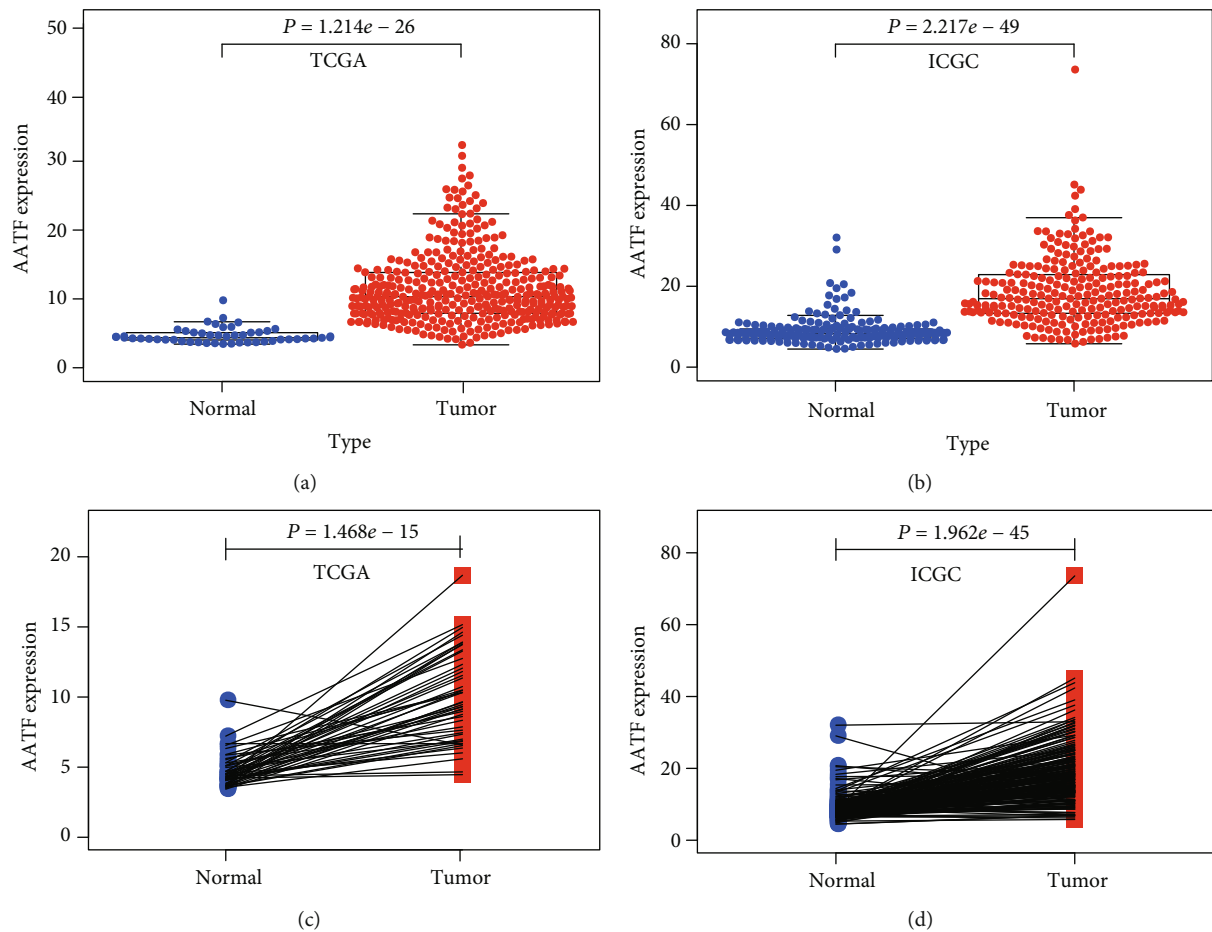 P = 1.214e − 26
TCGA
50
40
30
20
10
0
AATF expression
Normal
Tumor
Type
(a)
P = 2.217e − 49
ICGC
80
60
40
20
0
AATF expression
Normal
Tumor
Type
(b)
P = 1.468e − 15
TCGA
20
15
10
5
0
AATF expression
Normal
Tumor
(c)
P = 1.962e − 45
ICGC
80
60
40
20
0
AATF expression
Normal
Tumor
(d)